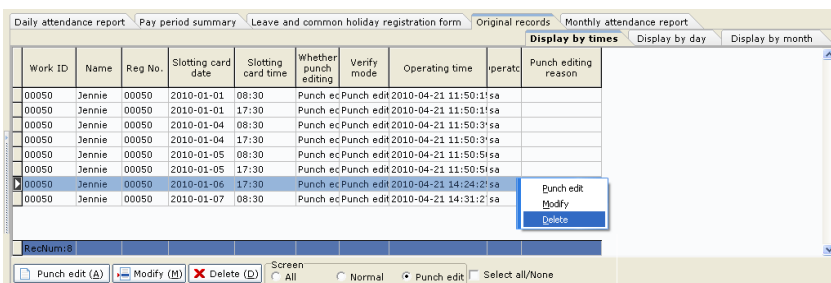 Daily attendance report Pay period summary Leave and common holiday registration form Original records Monthly attendance report
Display by times Display by day Display by month
Work ID Name Reg No. Slotting card date Slotting card time Whether punch editing Verify mode Operating time Punch editing reason
00050 Jennie 00050 2010-01-01 08:30 Punch ec Punch edit 2010-04-21 11:50:1 sa
00050 Jennie 00050 2010-01-01 17:30 Punch ec Punch edit 2010-04-21 11:50:1 sa
00050 Jennie 00050 2010-01-04 08:30 Punch ec Punch edit 2010-04-21 11:50:3 sa
00050 Jennie 00050 2010-01-04 17:30 Punch ec Punch edit 2010-04-21 11:50:3 sa
00050 Jennie 00050 2010-01-05 08:30 Punch ec Punch edit 2010-04-21 11:50:5 sa
00050 Jennie 00050 2010-01-05 17:30 Punch ec Punch edit 2010-04-21 11:50:5 sa
00050 Jennie 00050 2010-01-06 17:30 Punch ec Punch edit 2010-04-21 14:24:2 sa
00050 Jennie 00050 2010-01-07 08:30 Punch ec Punch edit 2010-04-21 14:31:2 sa
Punch edit
Modify
Delete
RecNum:8
Punch edit (A) Modify (M) Delete (D) Screen All Normal Punch edit Select all/None